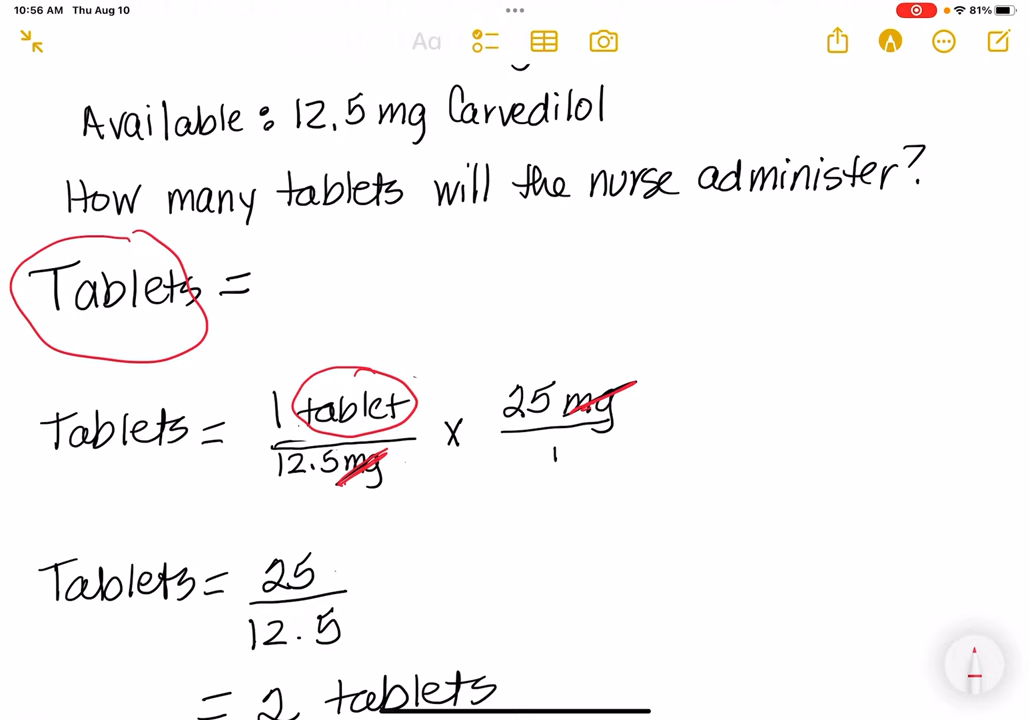 10:56 AM Thu Aug 10
81%
Aa
Available: 12.5 mg Carvedilol
How many tablets will the nurse administer?
Tablets =
Tablets = 1 tablet / 12.5 mg x 25 mg / 1
Tablets = 25 / 12.5
= 2 tablets